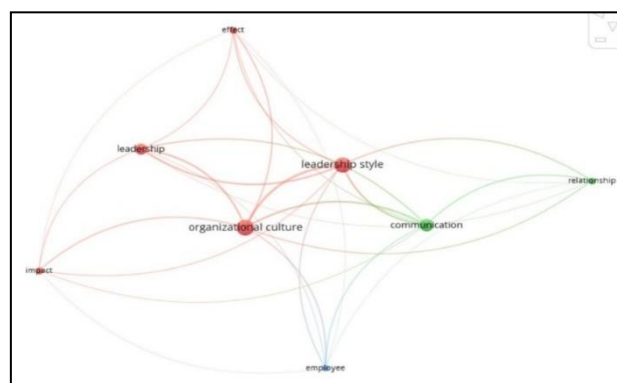 effect
leadership
leadership style
relationship
organizational culture
communication
impact
employee